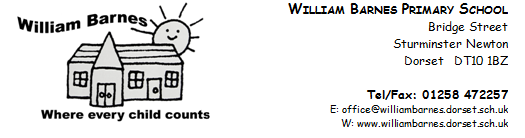 William Barnes
Where every child counts
WILLIAM BARNES PRIMARY SCHOOL
Bridge Street
Sturminster Newton
Dorset DT10 1BZ
Tel/Fax: 01258 472257
E: office@williambarnes.dorset.sch.uk
W: www.williambarnes.dorset.sch.uk